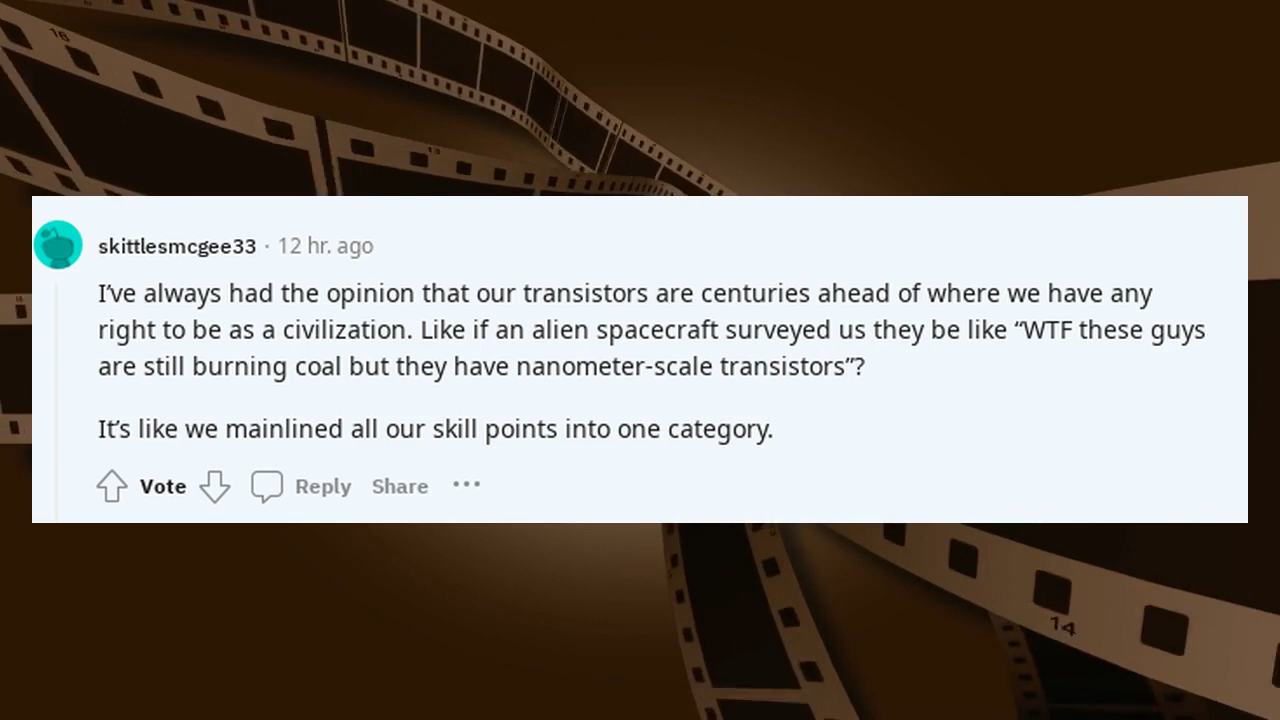 16
skittlesmcgee33 · 12 hr. ago
I’ve always had the opinion that our transistors are centuries ahead of where we have any
right to be as a civilization. Like if an alien spacecraft surveyed us they be like “WTF these guys
are still burning coal but they have nanometer-scale transistors”?
It’s like we mainlined all our skill points into one category.
Vote Reply Share •••
14